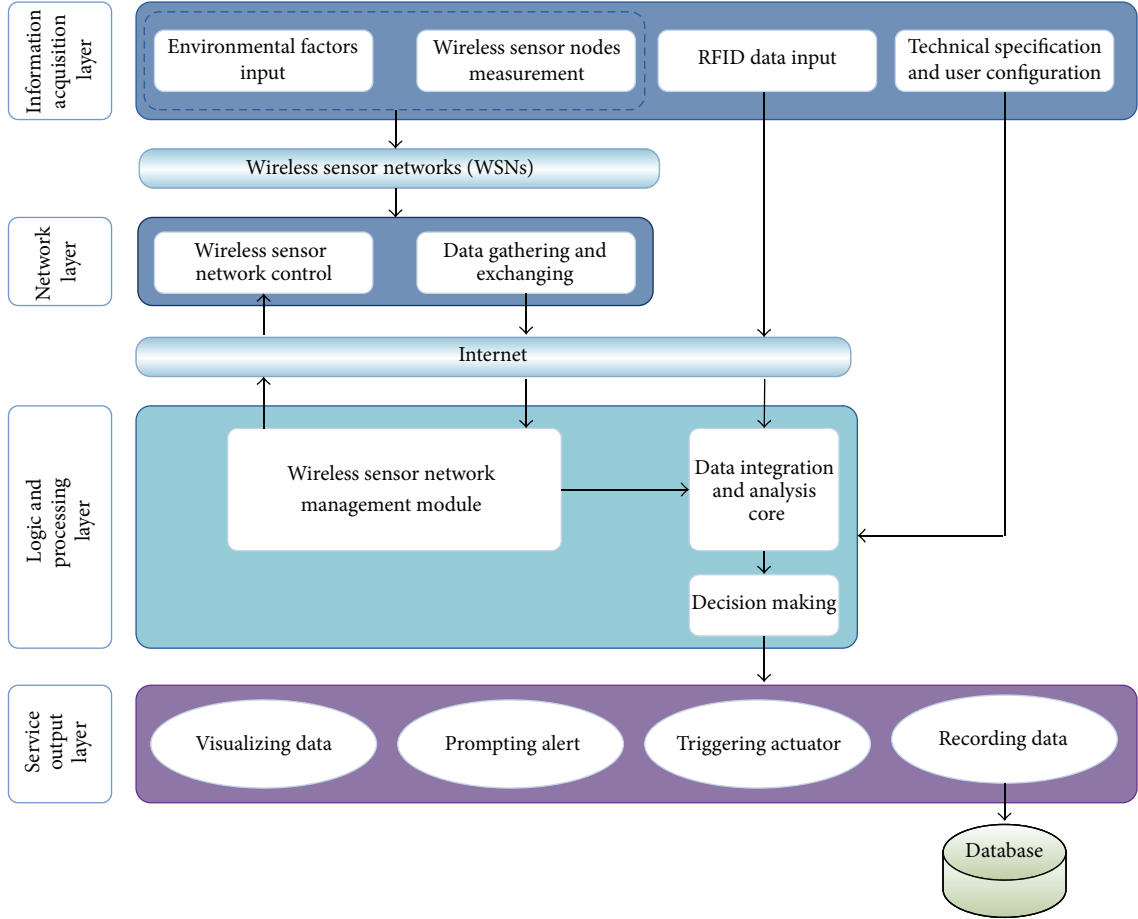 Information
acquisition
layer
Environmental factors
input
Wireless sensor nodes
measurement
RFID data input
Technical specification
and user configuration
Wireless sensor networks (WSNs)
Network
layer
Wireless sensor
network control
Data gathering and
exchanging
Internet
Logic and
processing
layer
Wireless sensor network
management module
Data integration
and analysis
core
Decision making
Service
output
layer
Visualizing data
Prompting alert
Triggering actuator
Recording data
Database